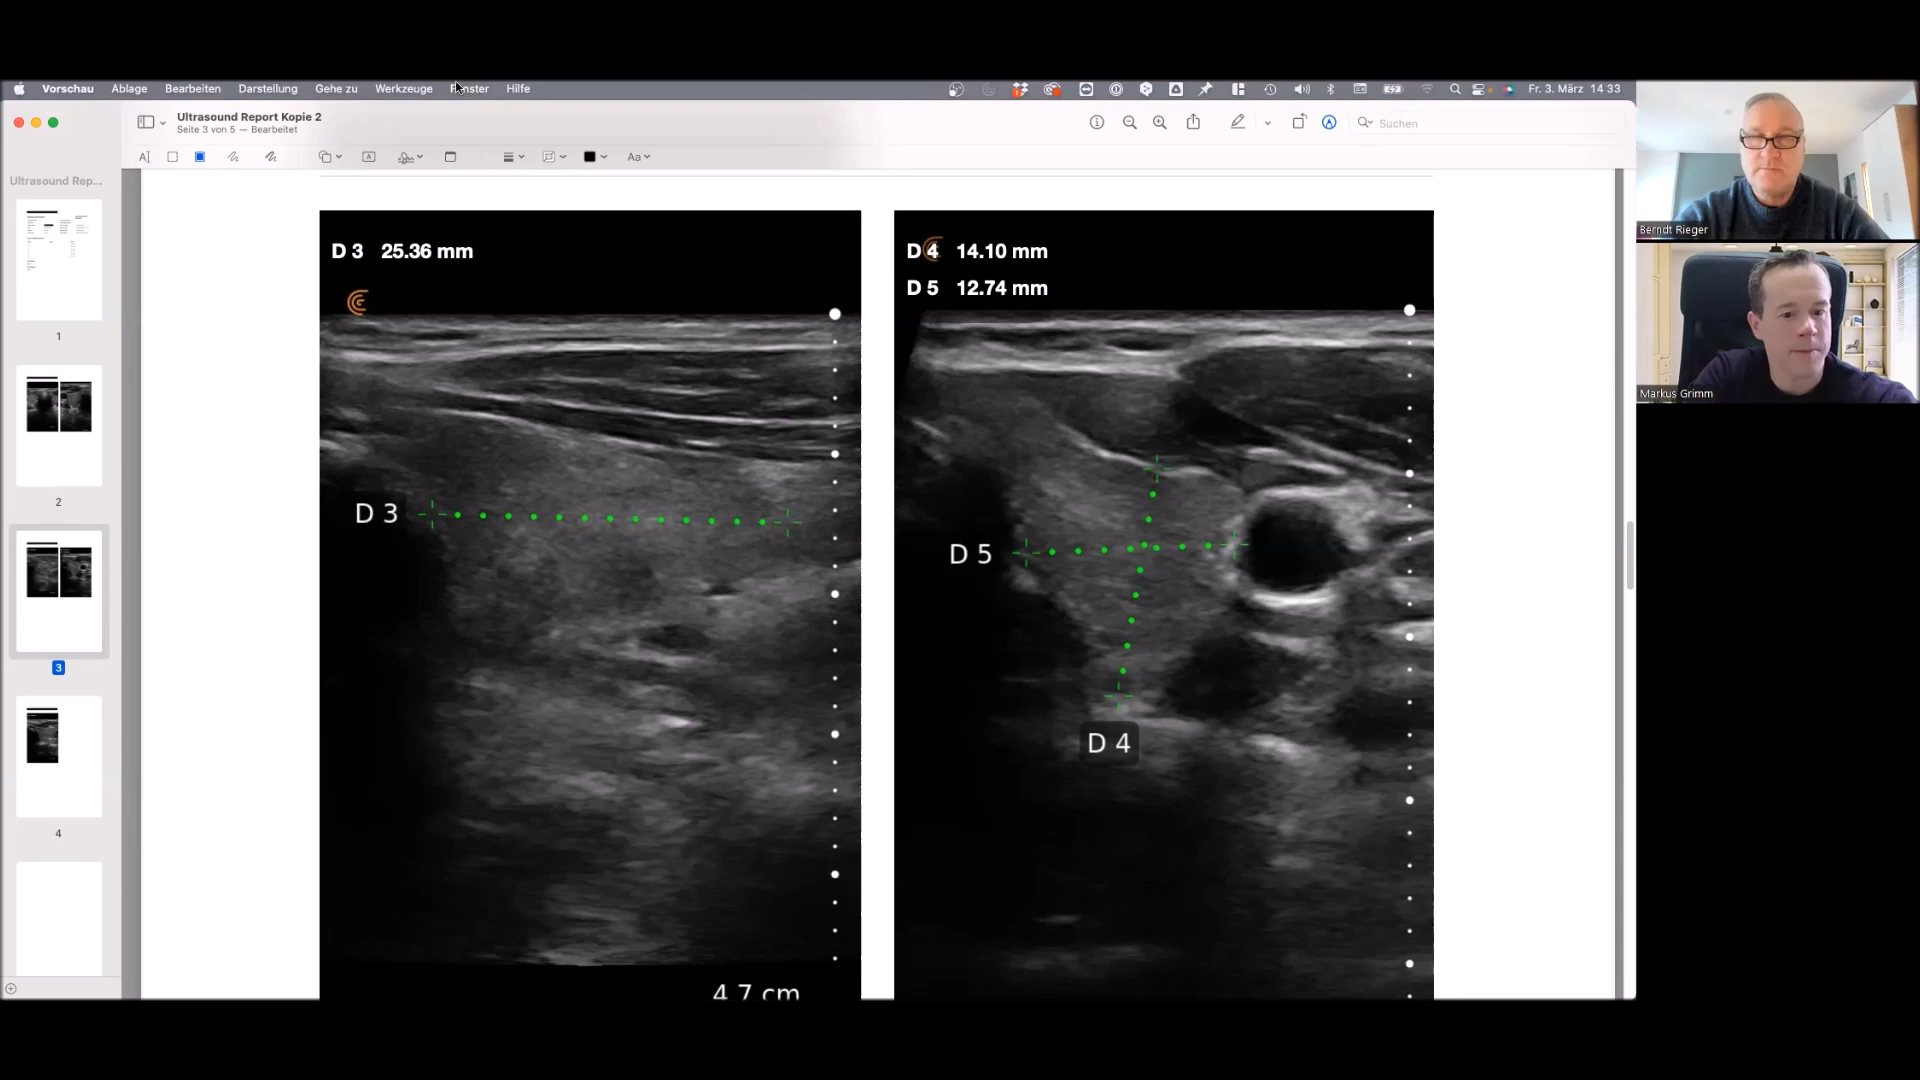 Vorschau Ablage Bearbeiten Darstellung Gehe zu Werkzeuge Fenster Hilfe
Fr. 3. März 14 33
Ultrasound Report Kopie 2
Seite 3 von 5 — Bearbeitet
Suchen
Aa
Ultrasound Rep...
1
2
3
4
D 3 25.36 mm
D 3
4.7 cm
D 4 14.10 mm
D 5 12.74 mm
D 5
D 4
Berndt Rieger
Markus Grimm